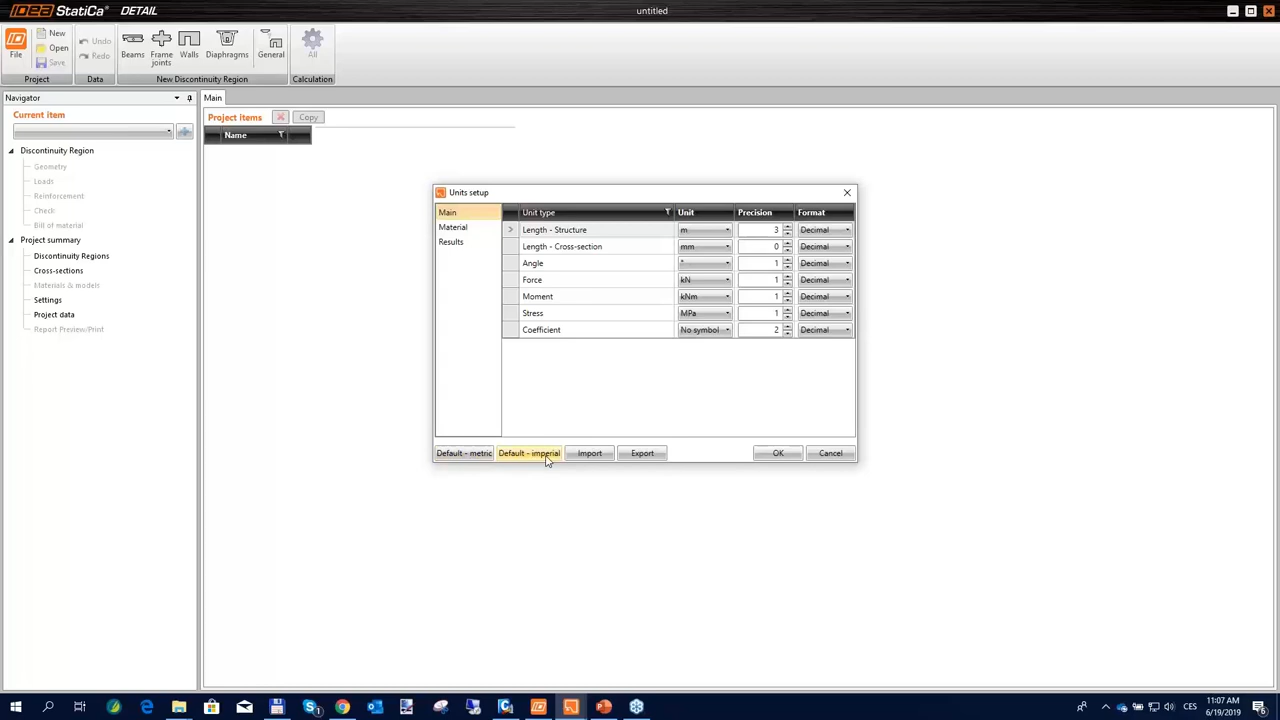 IDEA StatiCa® DETAIL
untitled
File
New
Open
Save
Project
Undo
Redo
Data
Beams
Frame joints
Walls
Diaphragms
General
New Discontinuity Region
All
Calculation
Navigator
Current item
Discontinuity Region
Geometry
Loads
Reinforcement
Check
Bill of material
Project summary
Discontinuity Regions
Cross-sections
Materials & models
Settings
Project data
Report Preview/Print
Main
Project items
Copy
Name
Units setup
Main
Material
Results
Unit type Unit Precision Format
Length - Structure m 3 Decimal
Length - Cross-section mm 0 Decimal
Angle ° 1 Decimal
Force kN 1 Decimal
Moment kNm 1 Decimal
Stress MPa 1 Decimal
Coefficient No symbol 2 Decimal
Default - metric Default - imperial Import Export OK Cancel
CES
11:07 AM
6/19/2019